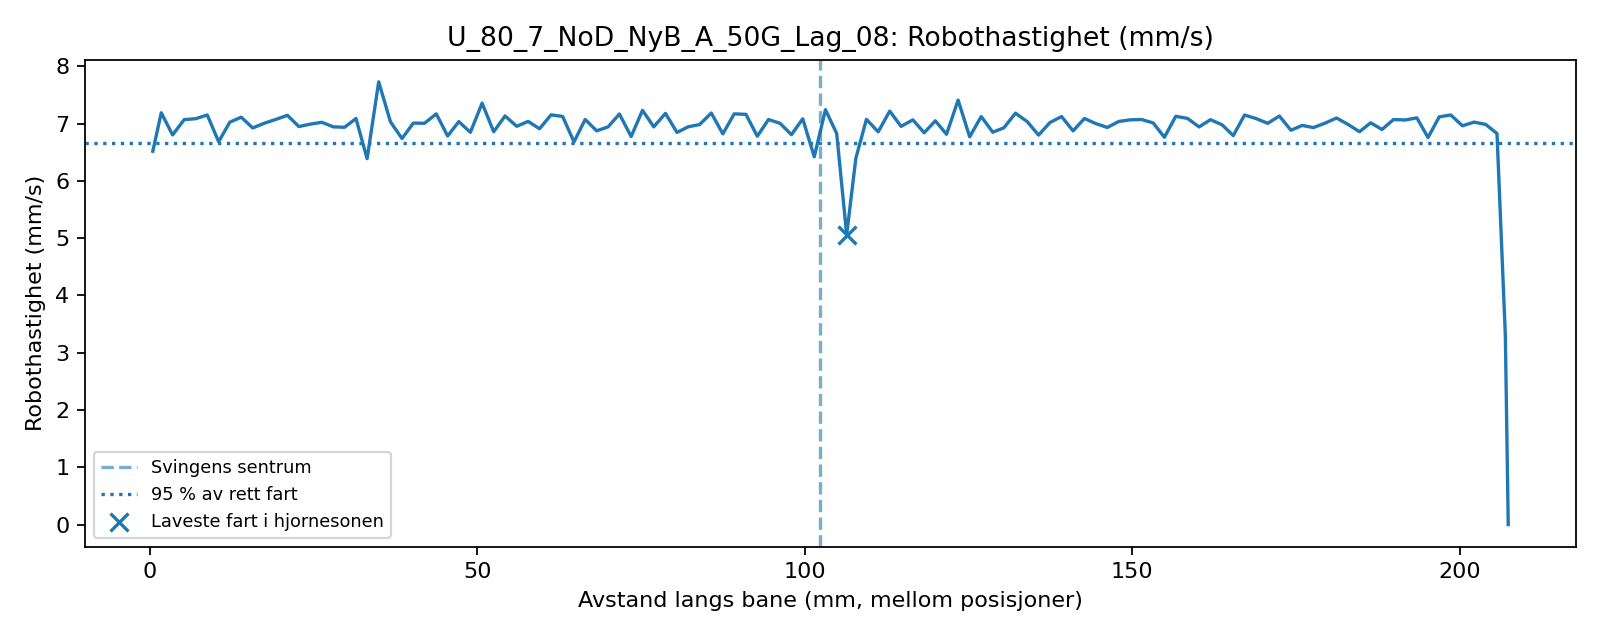 U_80_7_NoD_NyB_A_50G_Lag_08: Robothastighet (mm/s)
Robothastighet (mm/s)
8
7
6
5
4
3
2
1
0
Svingens sentrum
95 % av rett fart
Laveste fart i hjornesonen
0 50 100 150 200
Avstand langs bane (mm, mellom posisjoner)